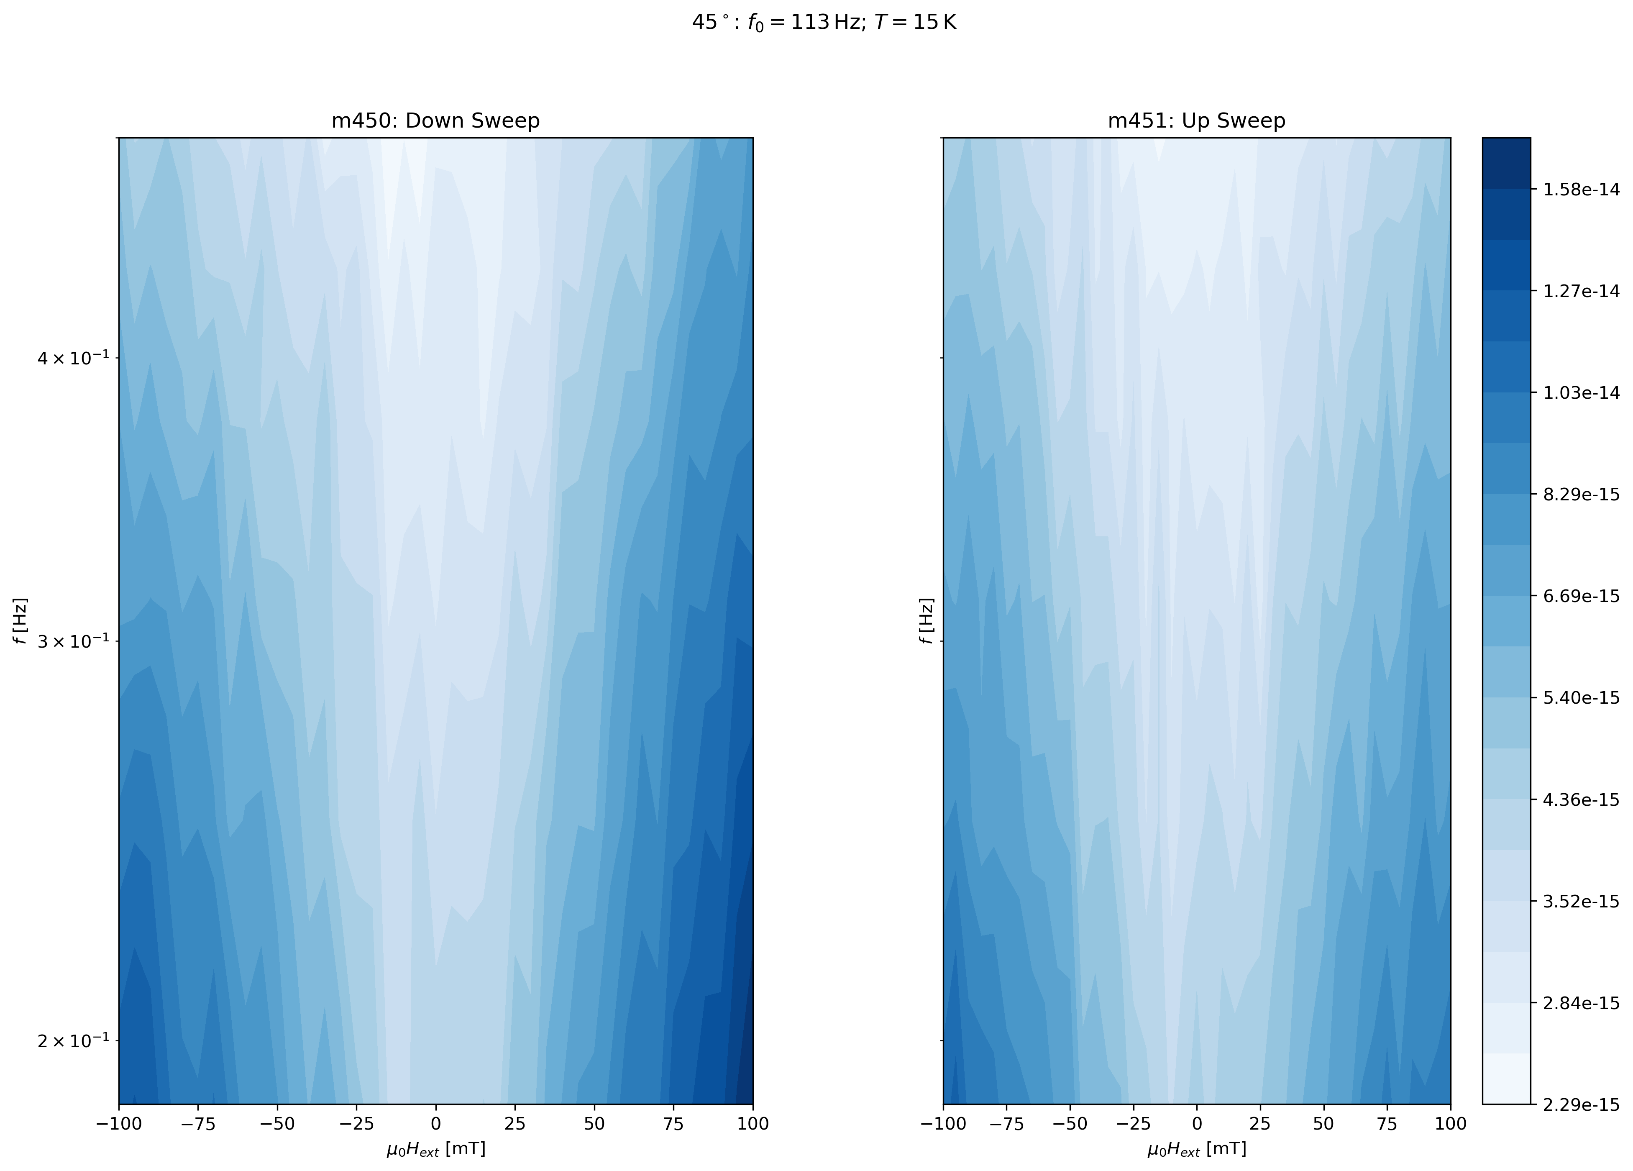 45°: f₀ = 113 Hz; T = 15 K
m450: Down Sweep
m451: Up Sweep
4 × 10⁻¹
3 × 10⁻¹
2 × 10⁻¹
f [Hz]
−100 −75 −50 −25 0 25 50 75 100
μ₀Hₑₓₜ [mT]
f [Hz]
−100 −75 −50 −25 0 25 50 75 100
μ₀Hₑₓₜ [mT]
1.58e-14
1.27e-14
1.03e-14
8.29e-15
6.69e-15
5.40e-15
4.36e-15
3.52e-15
2.84e-15
2.29e-15